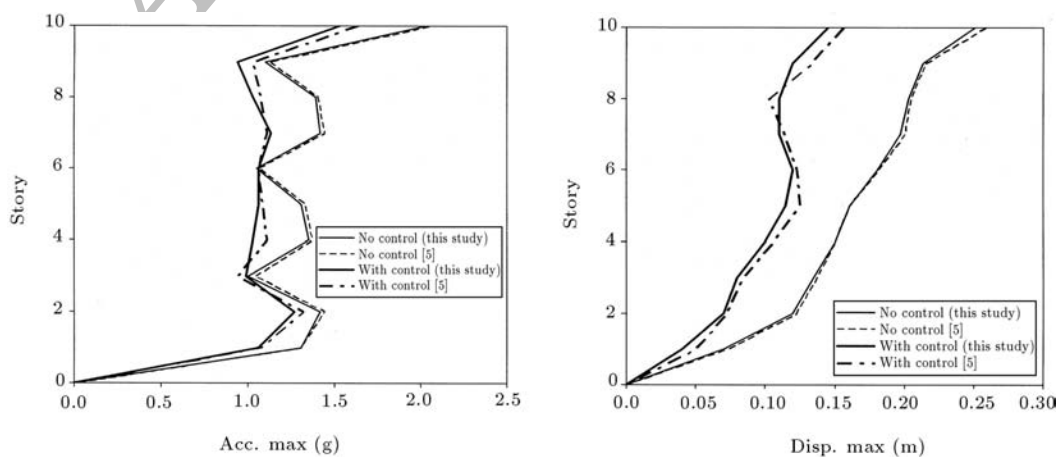 10
8
6
4
2
0
Story
No control (this study)
No control [5]
With control (this study)
With control [5]
0.0
0.5
1.0
1.5
2.0
2.5
Acc. max (g)
10
8
6
4
2
0
Story
No control (this study)
No control [5]
With control (this study)
With control [5]
0.0
0.05
0.10
0.15
0.20
0.25
0.30
Disp. max (m)